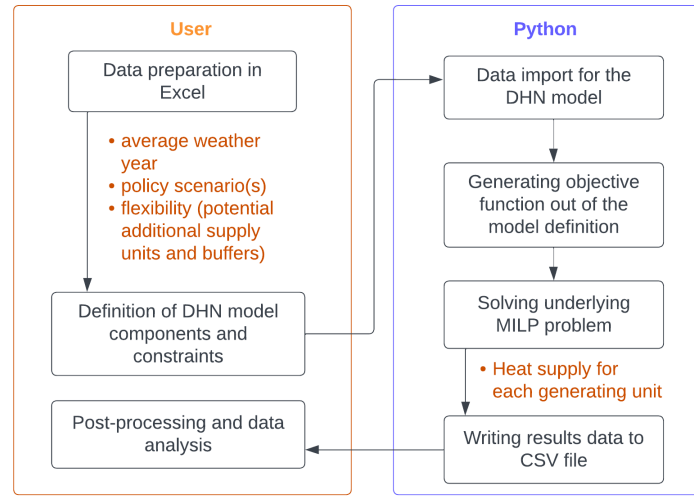 User
Data preparation in
Excel
• average weather
year
• policy scenario(s)
• flexibility (potential
additional supply
units and buffers)
Definition of DHN model
components and
constraints
Post-processing and data
analysis
Python
Data import for the
DHN model
Generating objective
function out of the
model definition
Solving underlying
MILP problem
• Heat supply for
each generating unit
Writing results data to
CSV file